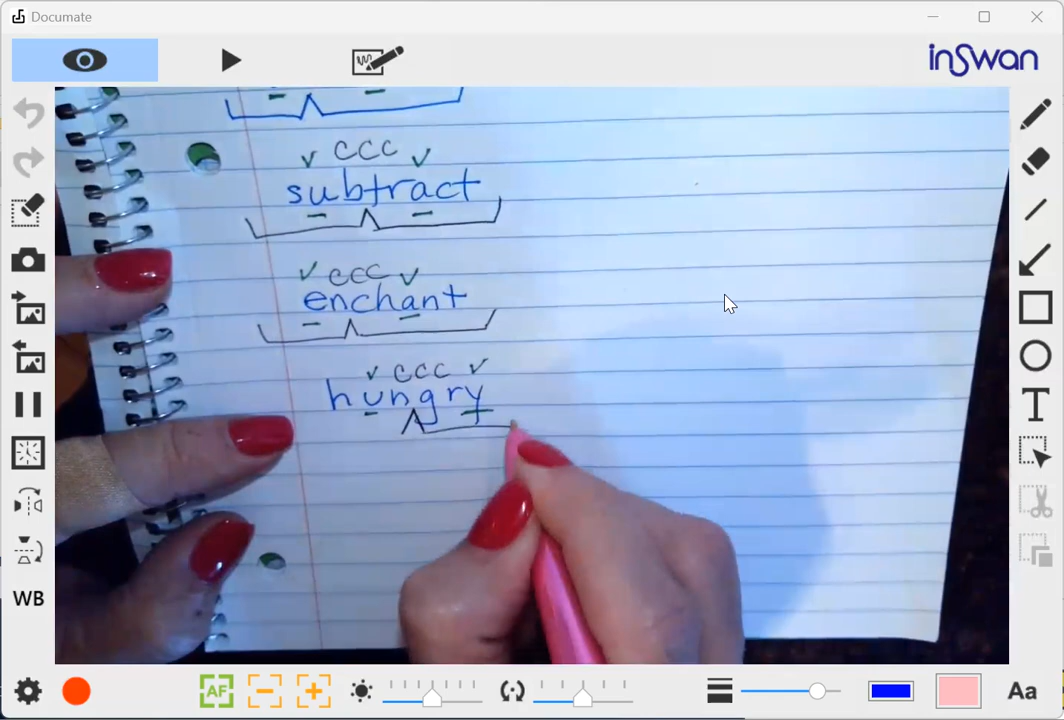 Documate
inSwan
✓ CCC ✓
subtract
✓ CCC ✓
enchant
✓ CCC ✓
hungry
WB
AF
T
Aa